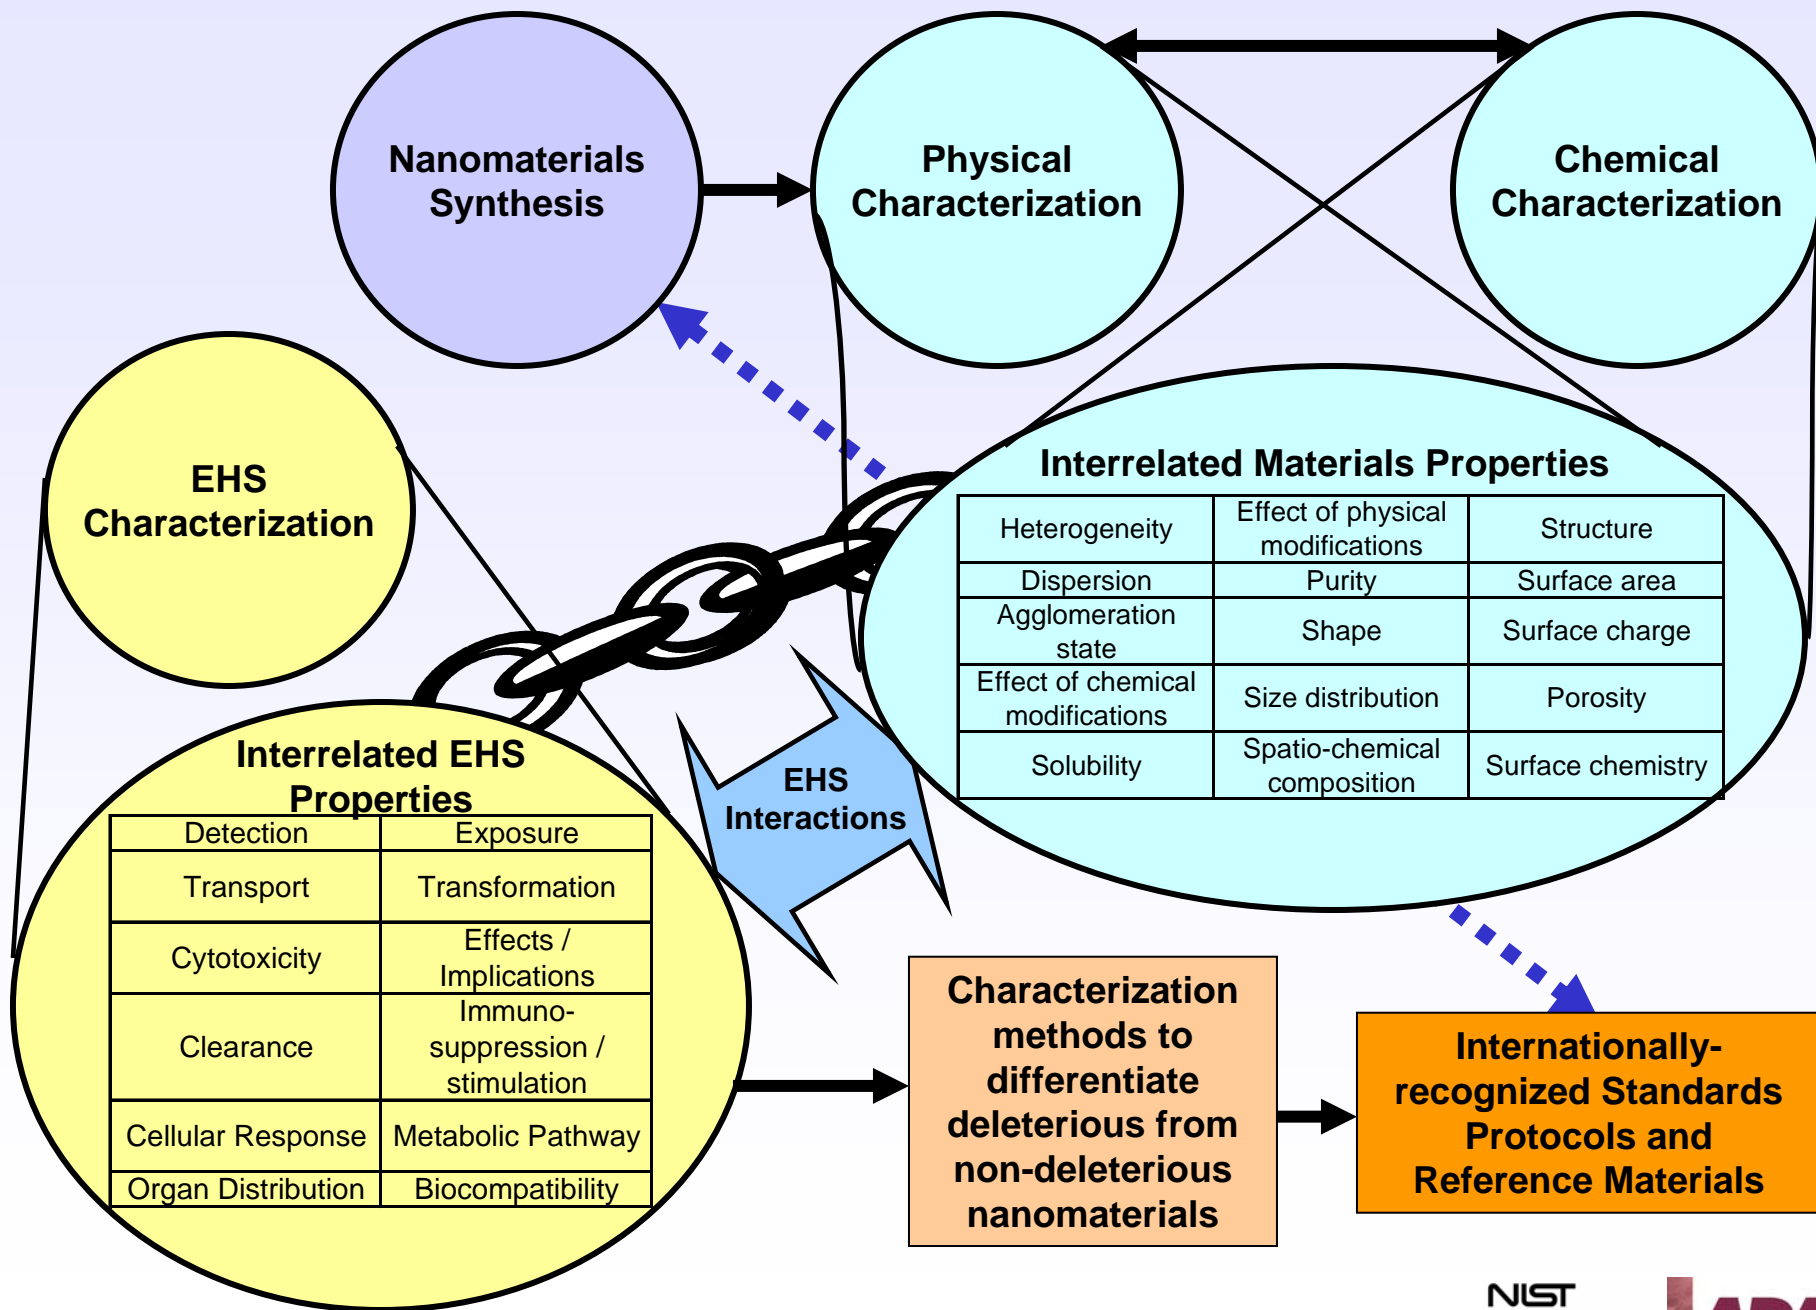 Nanomaterials
Synthesis
Physical
Characterization
Chemical
Characterization
EHS
Characterization
Interrelated Materials Properties
Heterogeneity
Effect of physical
modifications
Structure
Dispersion
Purity
Surface area
Agglomeration
state
Shape
Surface charge
Effect of chemical
modifications
Size distribution
Porosity
Solubility
Spatio-chemical
composition
Surface chemistry
EHS
Interactions
Interrelated EHS
Properties
Detection
Exposure
Transport
Transformation
Cytotoxicity
Effects /
Implications
Clearance
Immuno-
suppression /
stimulation
Cellular Response
Metabolic Pathway
Organ Distribution
Biocompatibility
Characterization
methods to
differentiate
deleterious from
non-deleterious
nanomaterials
Internationally-
recognized Standards
Protocols and
Reference Materials
NIST